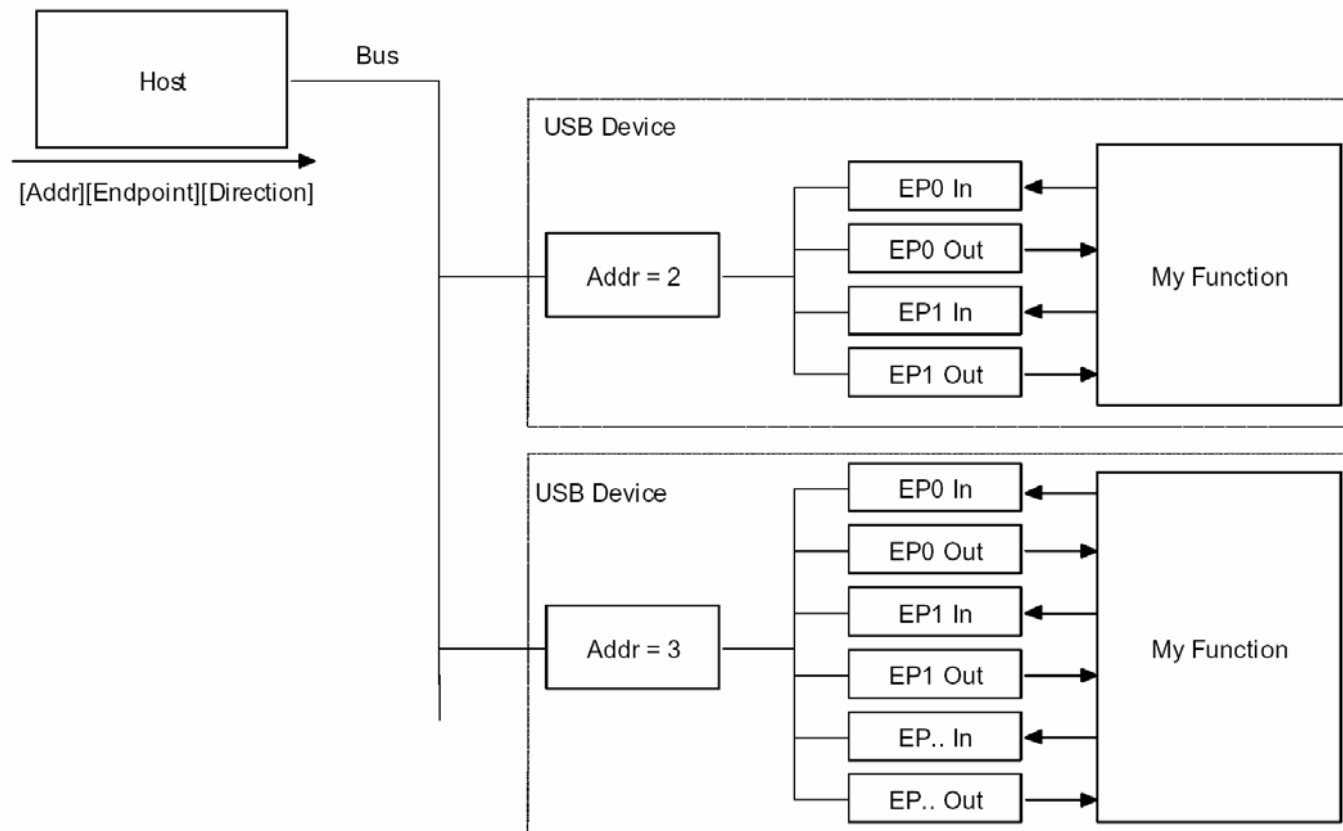 Host
Bus
[Addr][Endpoint][Direction]
USB Device
Addr = 2
EP0 In
EP0 Out
EP1 In
EP1 Out
My Function
USB Device
Addr = 3
EP0 In
EP0 Out
EP1 In
EP1 Out
EP.. In
EP.. Out
My Function